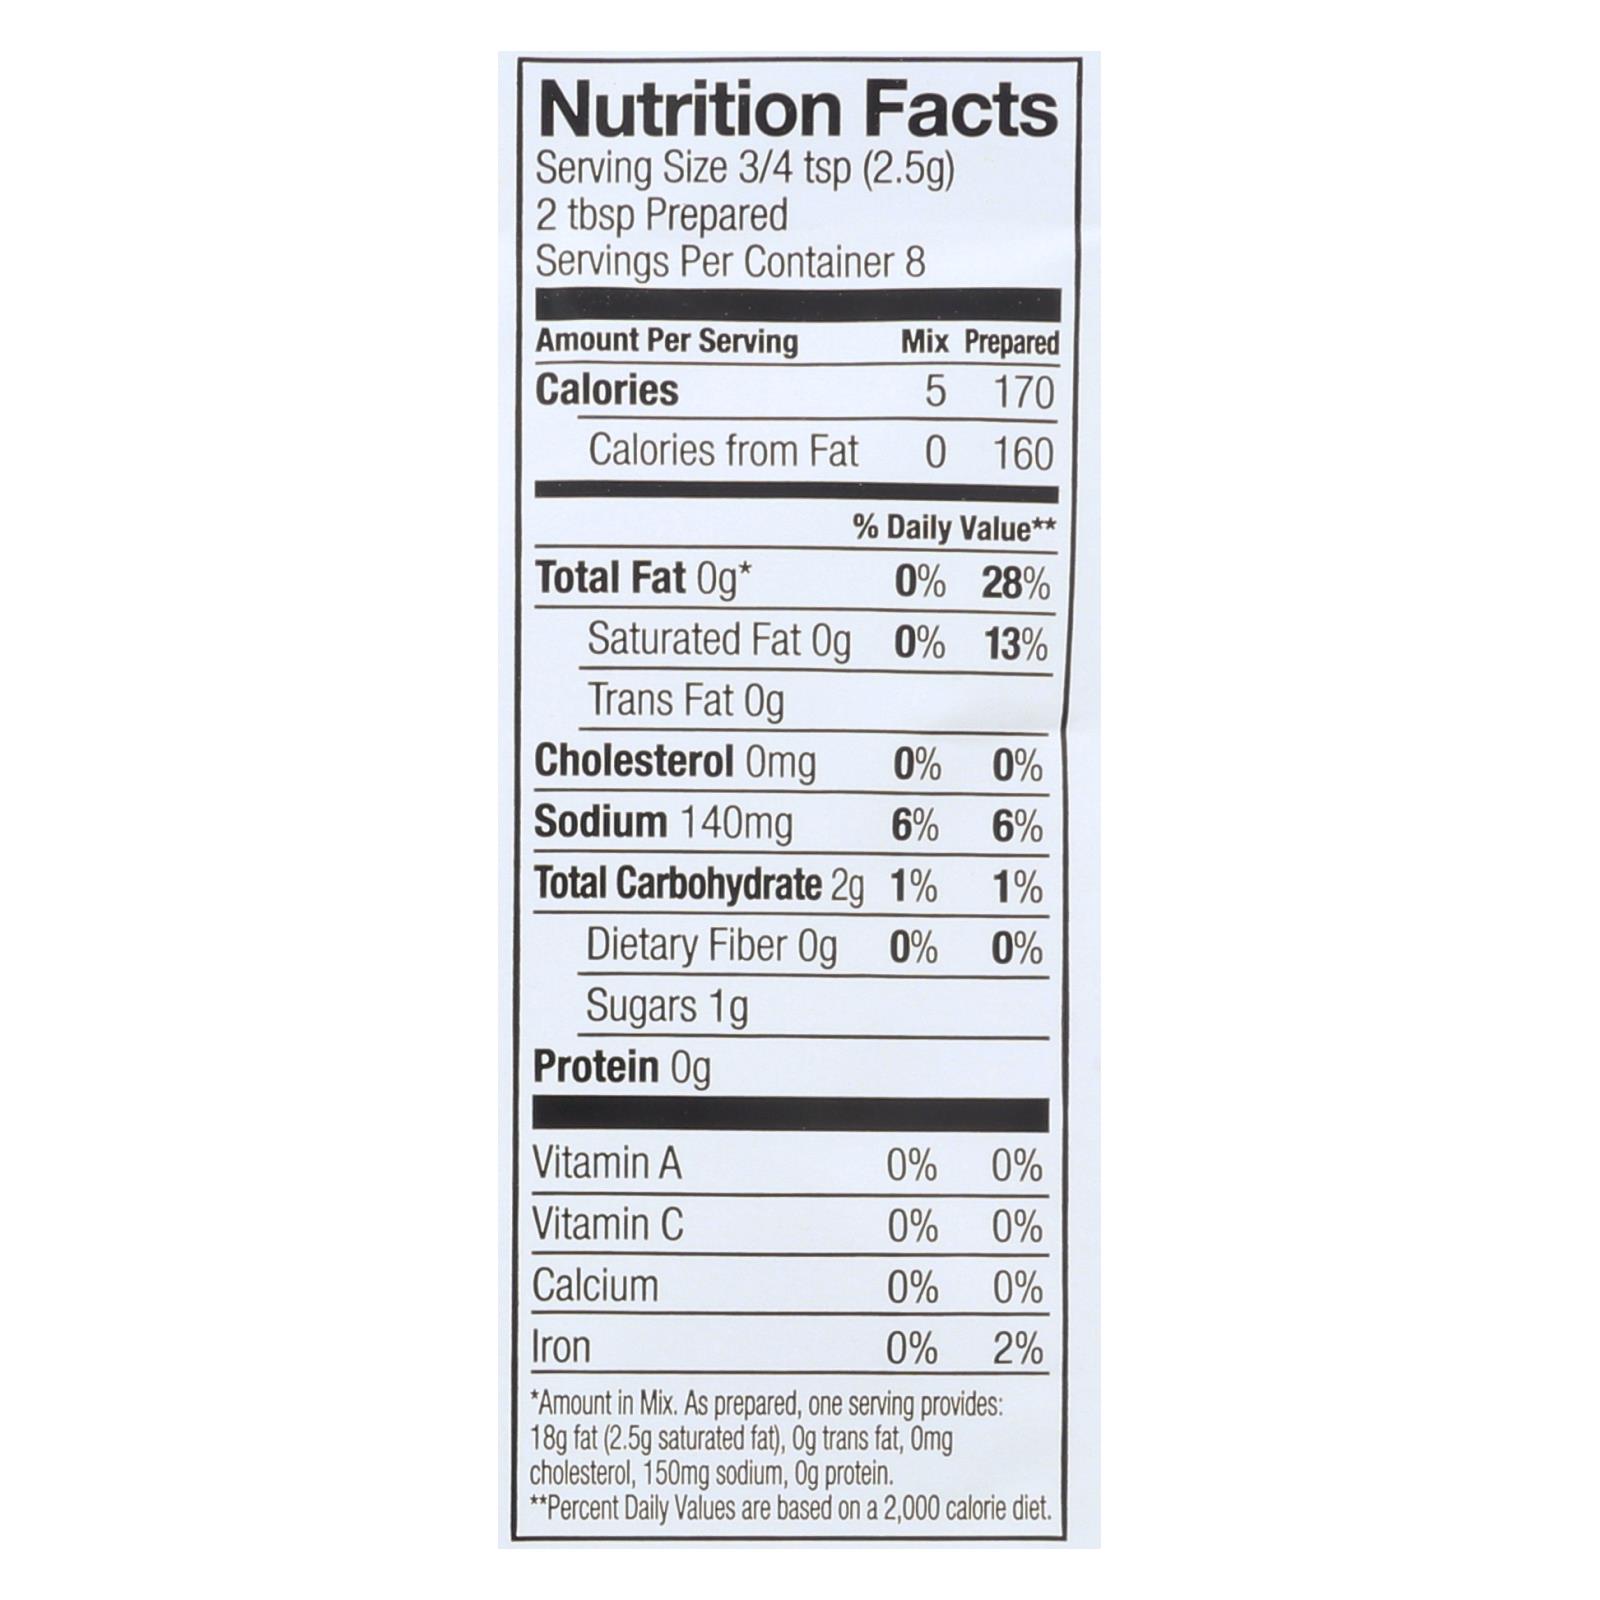 Nutrition Facts
Serving Size 3/4 tsp (2.5g)
2 tbsp Prepared
Servings Per Container 8
Amount Per Serving Mix Prepared
Calories 5 170
Calories from Fat 0 160
% Daily Value**
Total Fat 0g* 0% 28%
Saturated Fat 0g 0% 13%
Trans Fat 0g
Cholesterol 0mg 0% 0%
Sodium 140mg 6% 6%
Total Carbohydrate 2g 1% 1%
Dietary Fiber 0g 0% 0%
Sugars 1g
Protein 0g
Vitamin A 0% 0%
Vitamin C 0% 0%
Calcium 0% 0%
Iron 0% 2%
*Amount in Mix. As prepared, one serving provides:
18g fat (2.5g saturated fat), 0g trans fat, 0mg
cholesterol, 150mg sodium, 0g protein.
**Percent Daily Values are based on a 2,000 calorie diet.